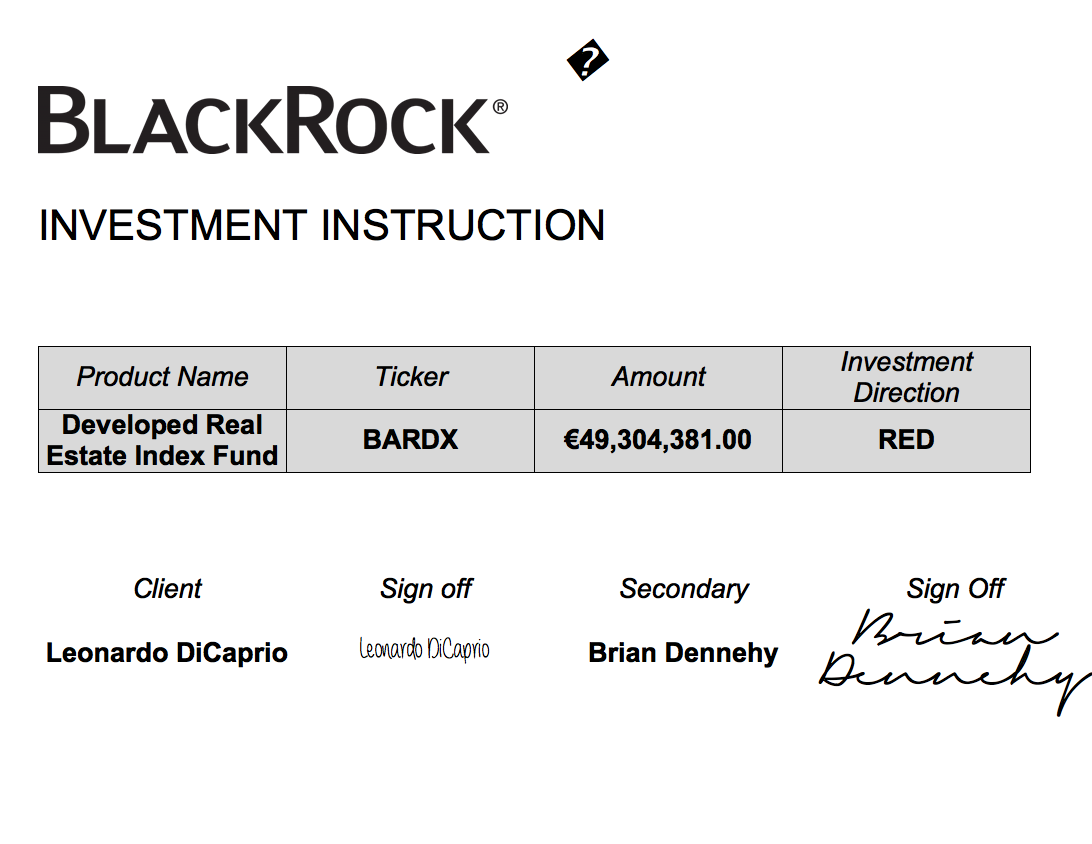 �
BLACKROCK®
INVESTMENT INSTRUCTION
Product Name Ticker Amount Investment Direction
Developed Real Estate Index Fund BARDX €49,304,381.00 RED
Client Sign off Secondary Sign Off
Leonardo DiCaprio Leonardo DiCaprio Brian Dennehy Brian Dennehy